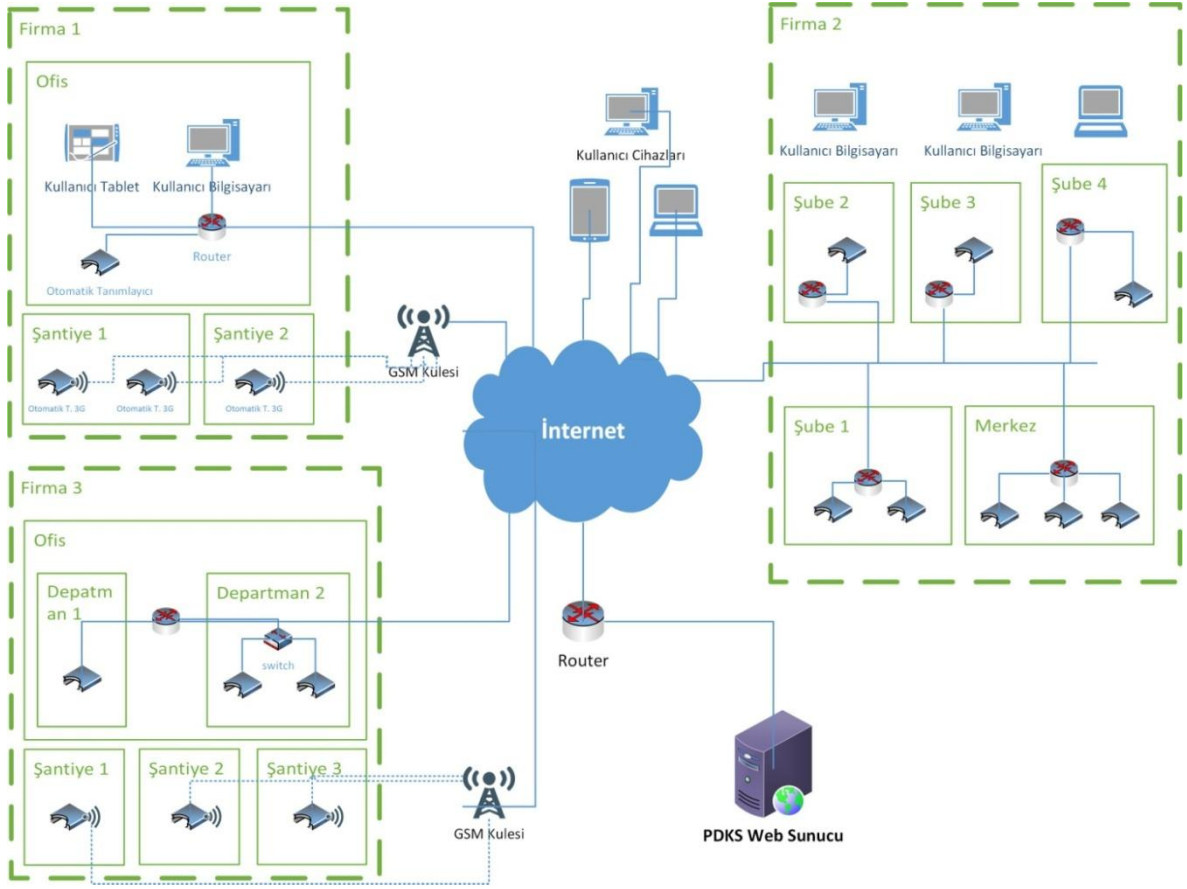 Firma 1
Ofis
Kullanıcı Tablet
Kullanıcı Bilgisayarı
Router
Otomatik Tanımlayıcı
Şantiye 1
Otomatik T. 3G
Otomatik T. 3G
Şantiye 2
Otomatik T. 3G
GSM Kulesi
Kullanıcı Cihazları
İnternet
Firma 2
Kullanıcı Bilgisayarı
Kullanıcı Bilgisayarı
Şube 2
Şube 3
Şube 4
Şube 1
Merkez
Firma 3
Ofis
Depatm
an 1
Departman 2
switch
Şantiye 1
Şantiye 2
Şantiye 3
GSM Kulesi
Router
PDKS Web Sunucu